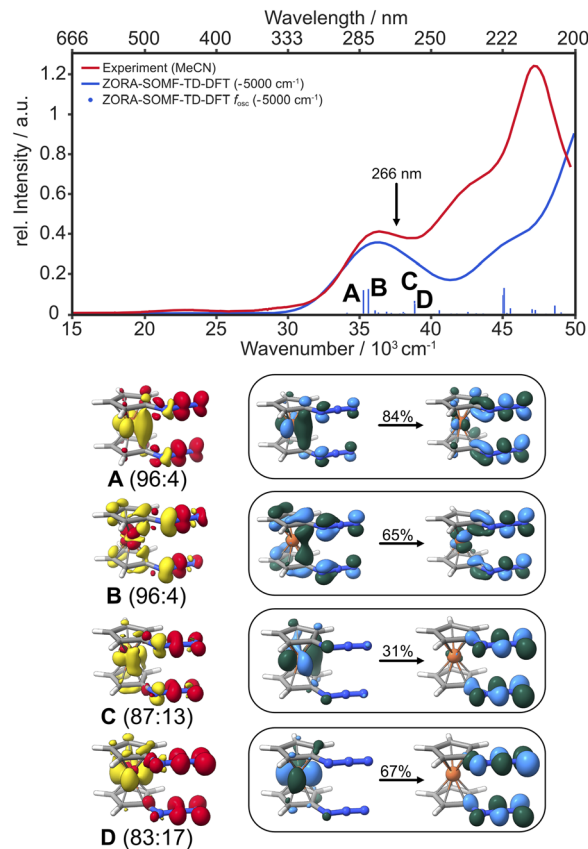 Wavelength / nm
666 500 400 333 285 250 222 200
Experiment (MeCN)
ZORA-SOMF-TD-DFT (-5000 cm⁻¹)
ZORA-SOMF-TD-DFT fosc (-5000 cm⁻¹)
rel. Intensity / a.u.
1.2
1
0.8
0.6
0.4
0.2
0
266 nm
A B C D
15 20 25 30 35 40 45 50
Wavenumber / 10³ cm⁻¹
84%
A (96:4)
65%
B (96:4)
31%
C (87:13)
67%
D (83:17)